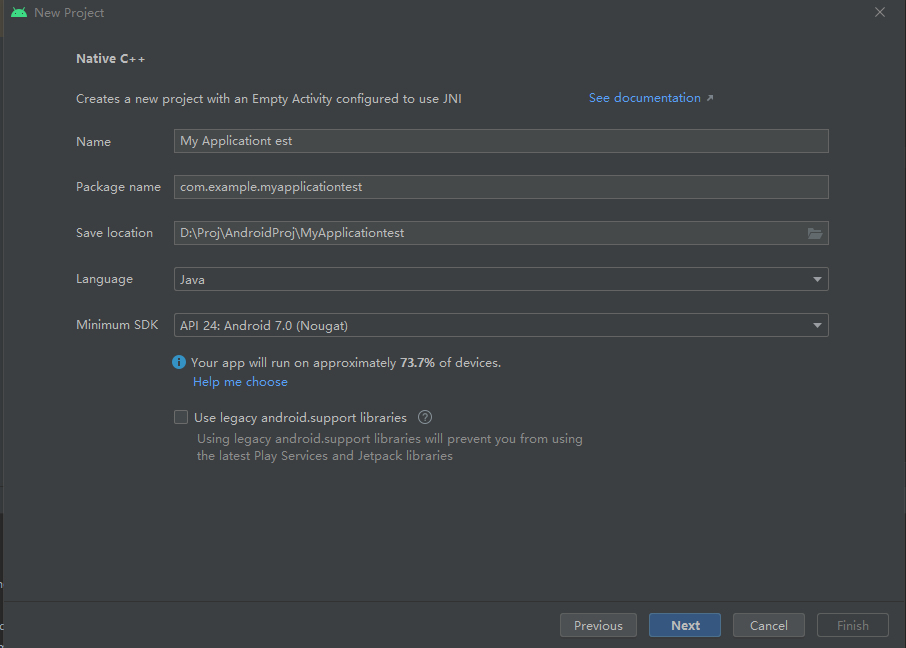 New Project
Native C++
Creates a new project with an Empty Activity configured to use JNI See documentation
Name My Applicationt est
Package name com.example.myapplicationtest
Save location D:\Proj\AndroidProj\MyApplicationtest
Language Java
Minimum SDK API 24: Android 7.0 (Nougat)
Your app will run on approximately 73.7% of devices.
Help me choose
Use legacy android.support libraries
Using legacy android.support libraries will prevent you from using
the latest Play Services and Jetpack libraries
Previous Next Cancel Finish